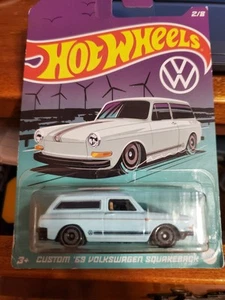 2/8
Hot Wheels
3+ CUSTOM '69 VOLKSWAGEN SQUAREBACK